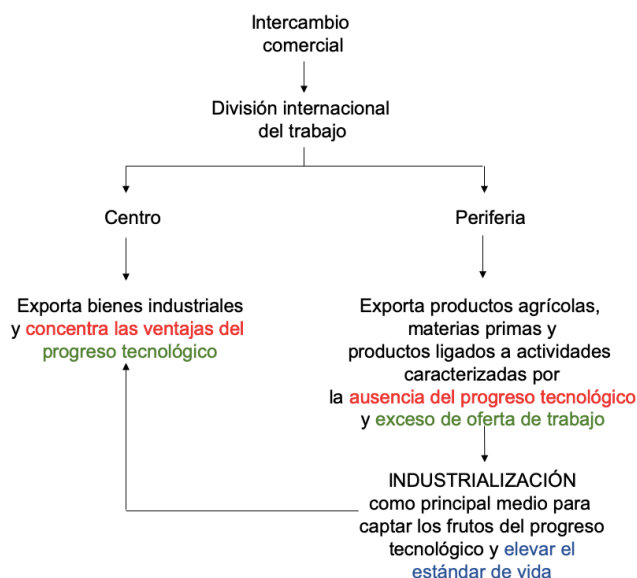 Intercambio
comercial
División internacional
del trabajo
Centro
Periferia
Exporta bienes industriales
y concentra las ventajas del
progreso tecnológico
Exporta productos agrícolas,
materias primas y
productos ligados a actividades
caracterizadas por
la ausencia del progreso tecnológico
y exceso de oferta de trabajo
INDUSTRIALIZACIÓN
como principal medio para
captar los frutos del progreso
tecnológico y elevar el
estándar de vida